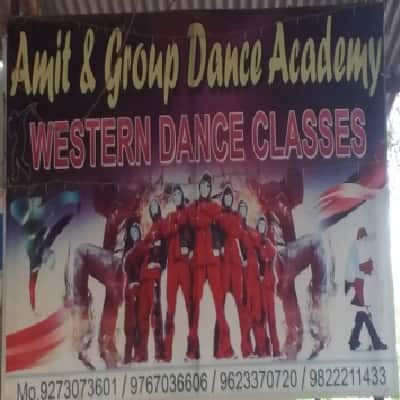 Amit & Group Dance Academy
WESTERN DANCE CLASSES
Mo.9273073601 / 9767036606 / 9623370720 / 9822211433